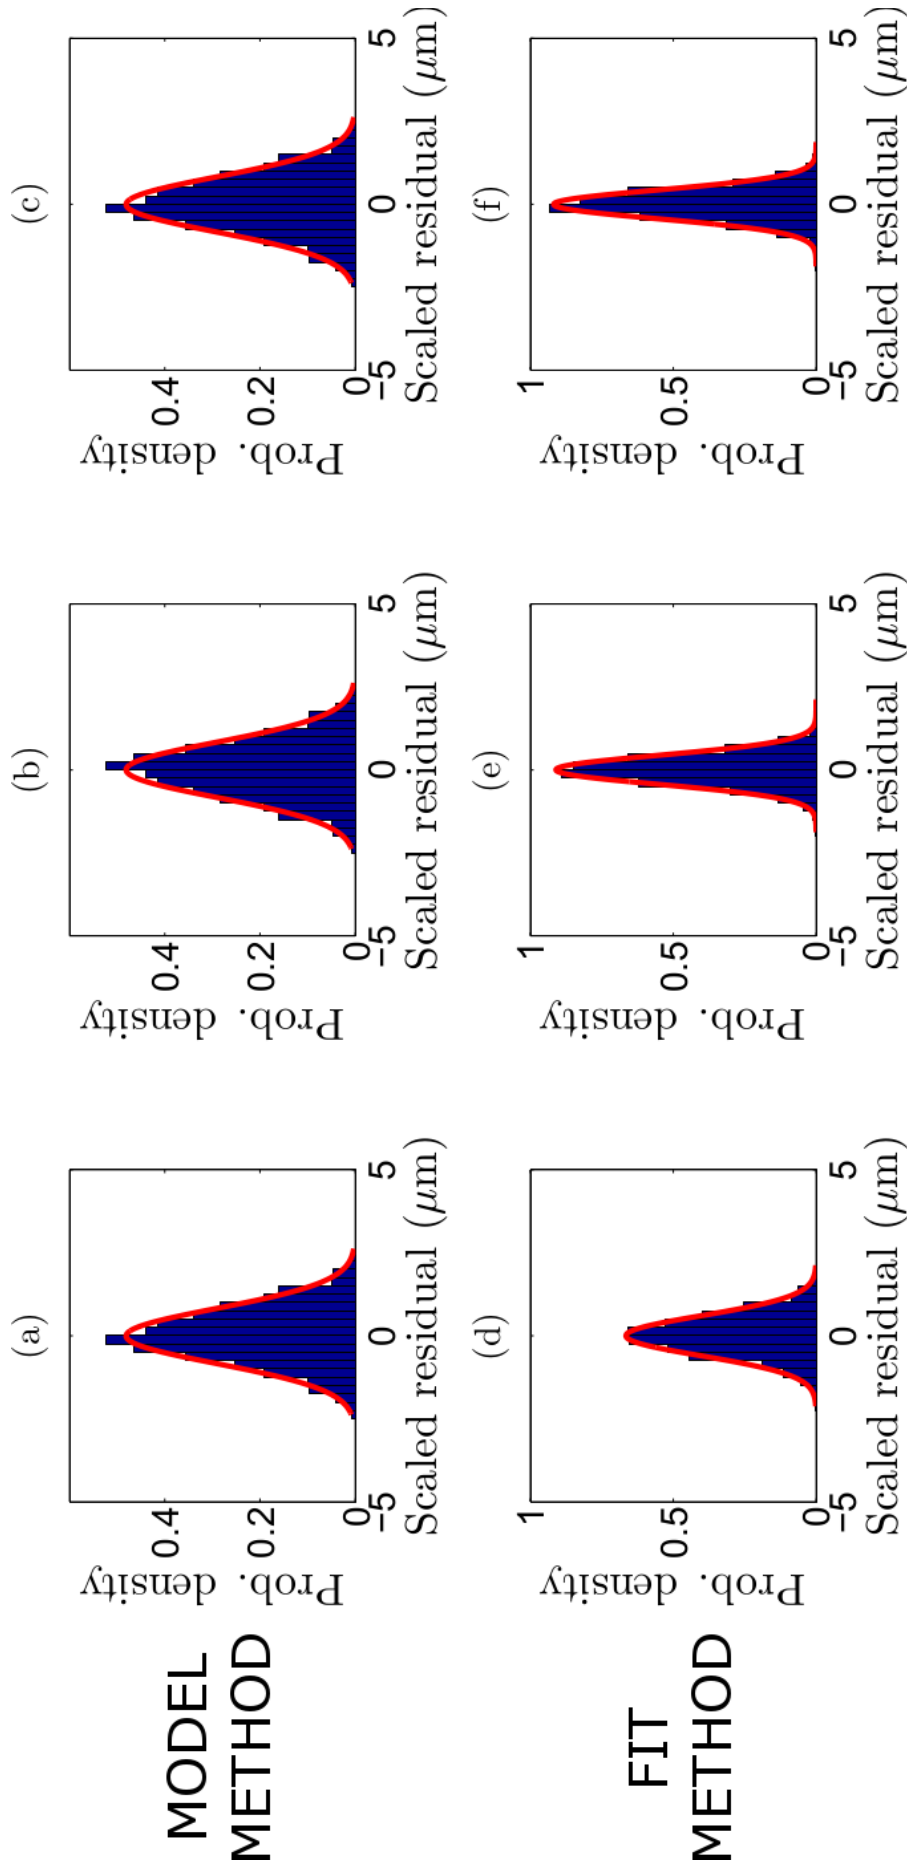 MODEL
METHOD
(a)
Prob. density
0.4
0.2
0
−5
0
5
Scaled residual (μm)
(b)
Prob. density
0.4
0.2
0
−5
0
5
Scaled residual (μm)
(c)
Prob. density
0.4
0.2
0
−5
0
5
Scaled residual (μm)
FIT
METHOD
(d)
Prob. density
1
0.5
0
−5
0
5
Scaled residual (μm)
(e)
Prob. density
1
0.5
0
−5
0
5
Scaled residual (μm)
(f)
Prob. density
1
0.5
0
−5
0
5
Scaled residual (μm)